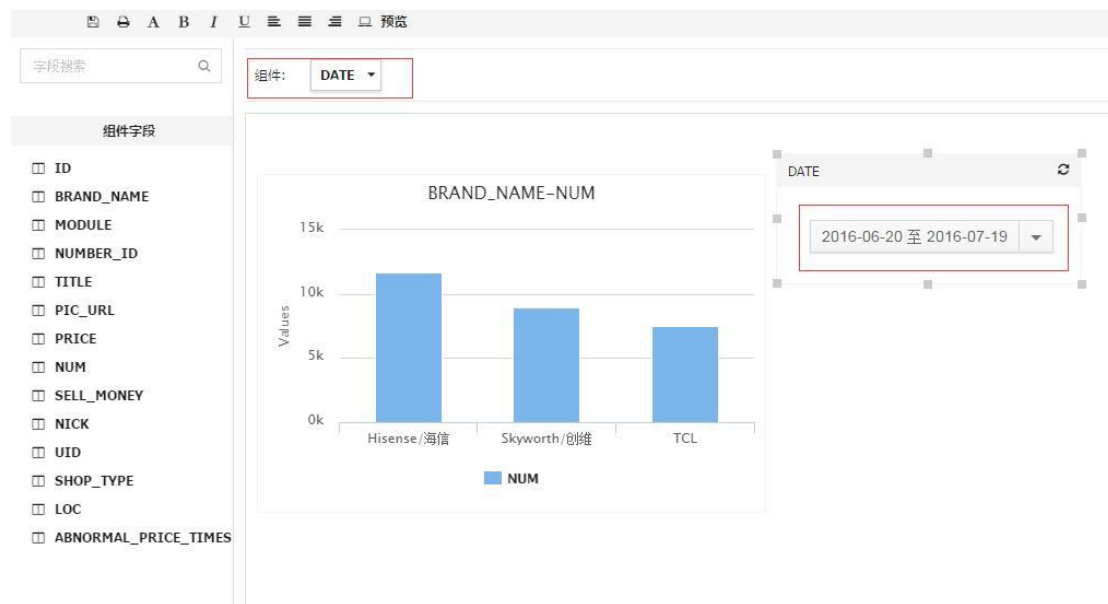 A B I U 预览
字段搜索
组件: DATE
组件字段
ID
BRAND_NAME
MODULE
NUMBER_ID
TITLE
PIC_URL
PRICE
NUM
SELL_MONEY
NICK
UID
SHOP_TYPE
LOC
ABNORMAL_PRICE_TIMES
BRAND_NAME-NUM
15k
10k
5k
0k
Values
Hisense/海信 Skyworth/创维 TCL
NUM
DATE
2016-06-20 至 2016-07-19